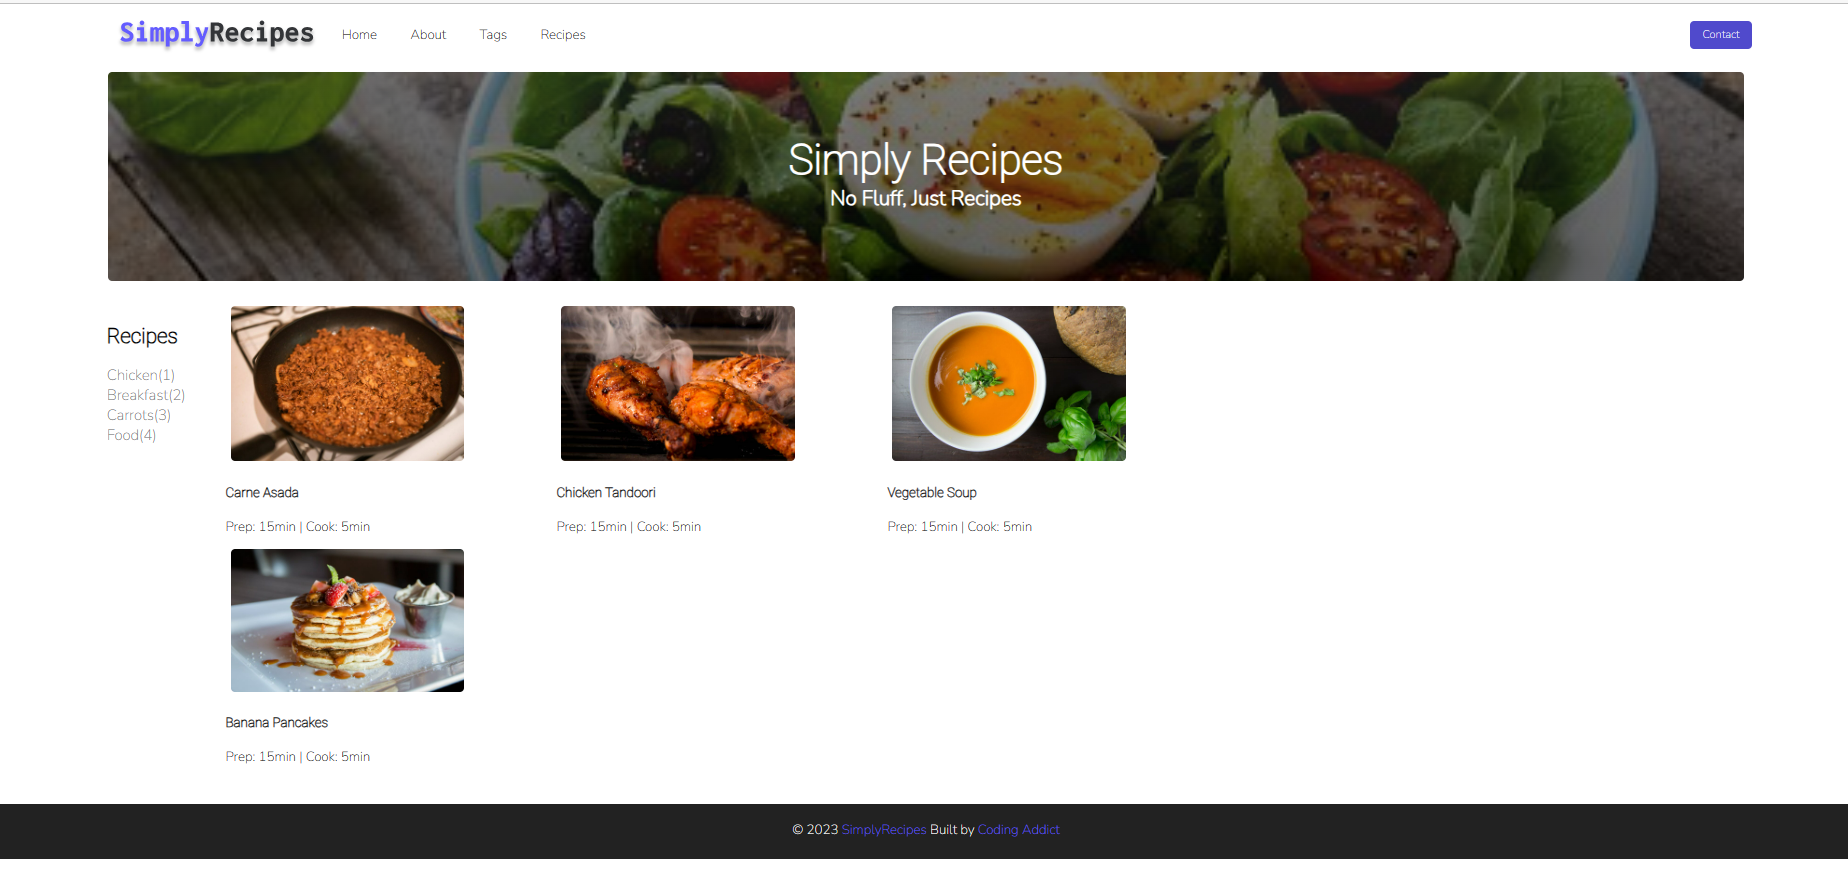 SimplyRecipes Home About Tags Recipes Contact
Simply Recipes
No Fluff, Just Recipes
Recipes
Chicken(1)
Breakfast(2)
Carrots(3)
Food(4)
Carne Asada
Prep: 15min | Cook: 5min
Chicken Tandoori
Prep: 15min | Cook: 5min
Vegetable Soup
Prep: 15min | Cook: 5min
Banana Pancakes
Prep: 15min | Cook: 5min
© 2023 SimplyRecipes Built by Coding Addict